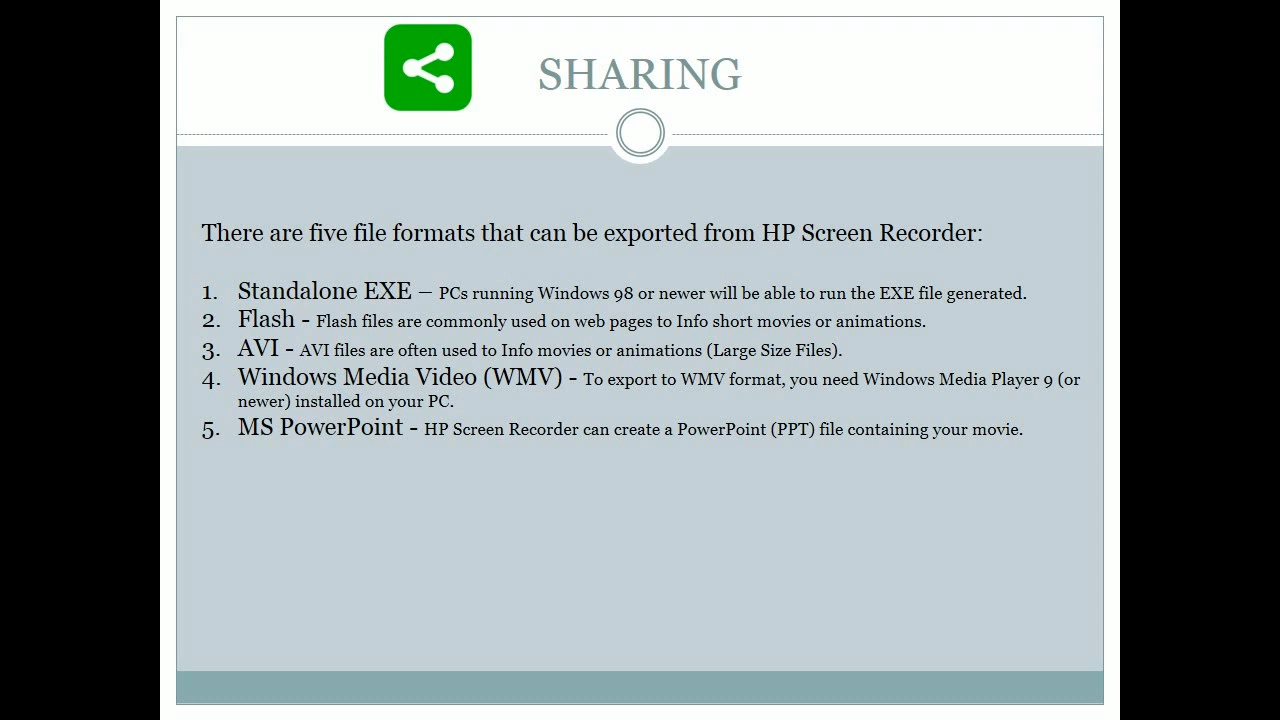 SHARING
There are five file formats that can be exported from HP Screen Recorder:
1. Standalone EXE – PCs running Windows 98 or newer will be able to run the EXE file generated.
2. Flash - Flash files are commonly used on web pages to Info short movies or animations.
3. AVI - AVI files are often used to Info movies or animations (Large Size Files).
4. Windows Media Video (WMV) - To export to WMV format, you need Windows Media Player 9 (or
newer) installed on your PC.
5. MS PowerPoint - HP Screen Recorder can create a PowerPoint (PPT) file containing your movie.